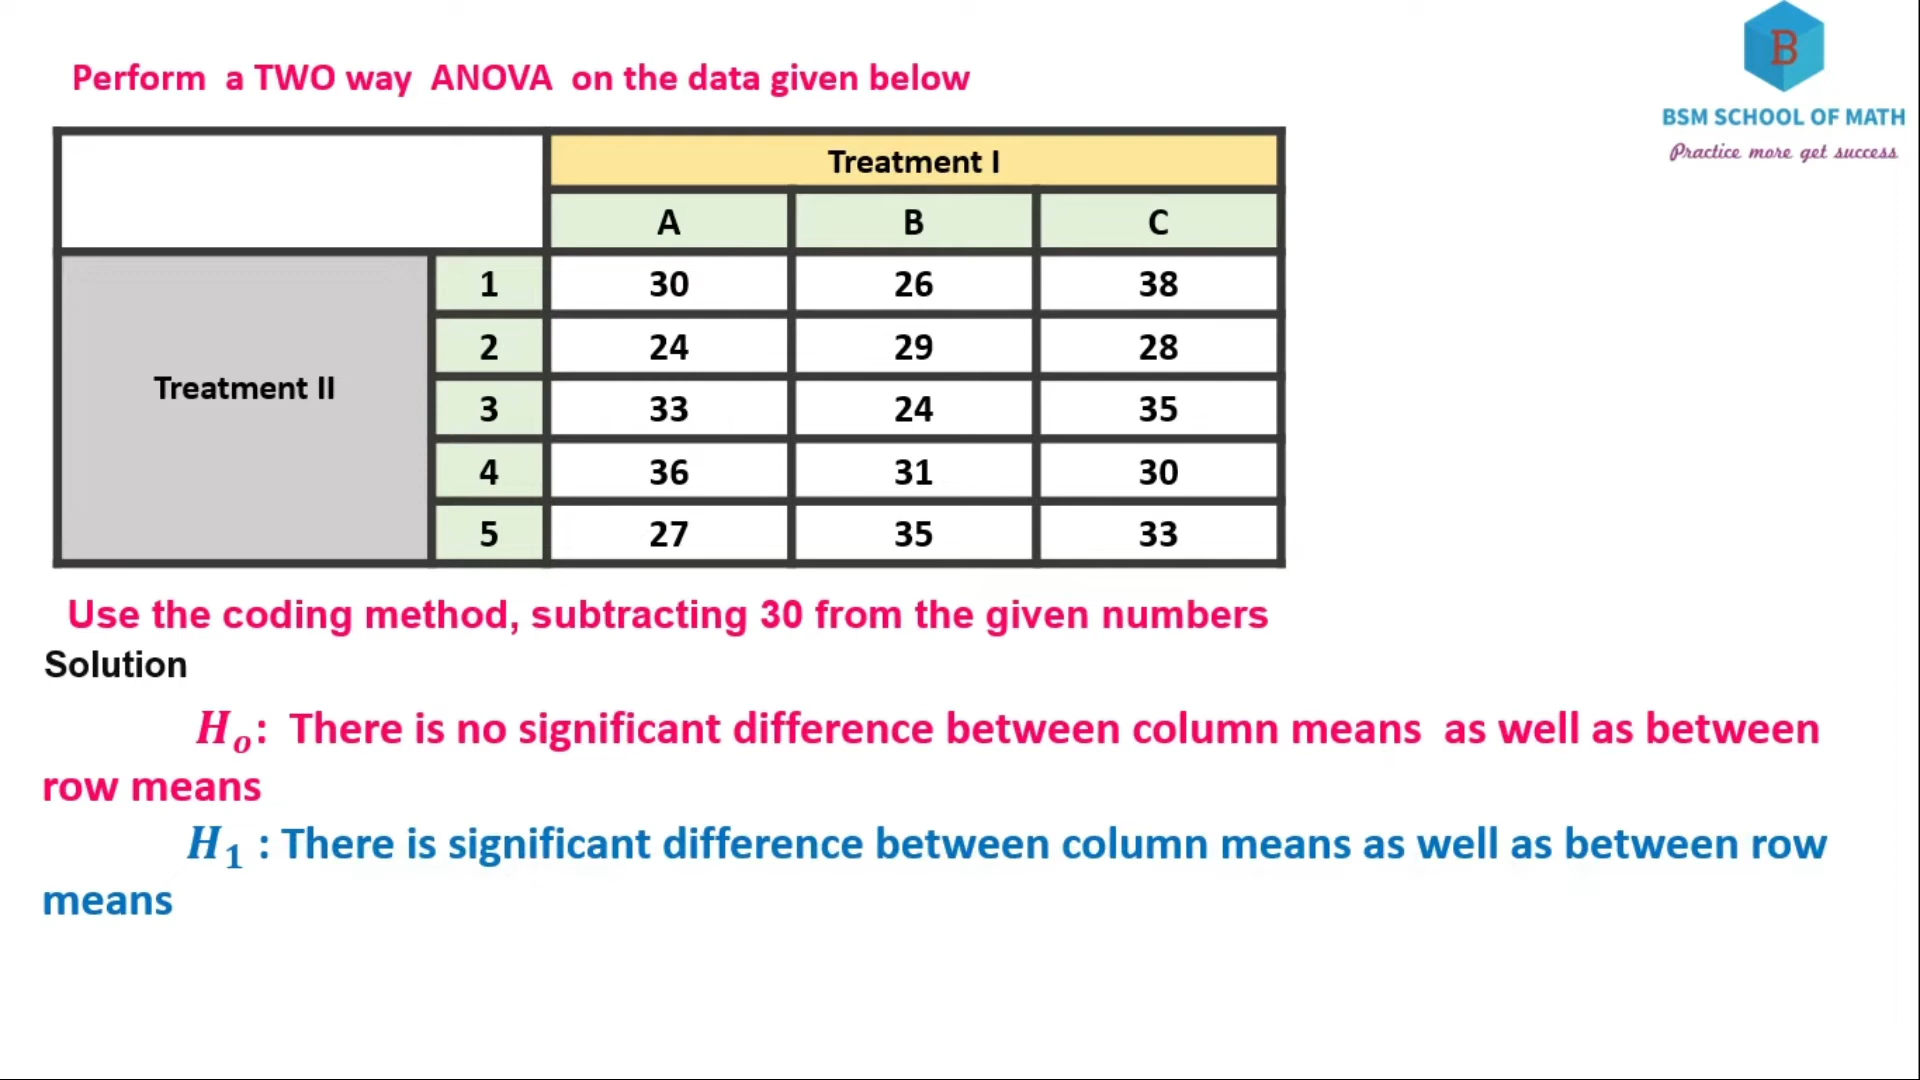 B
BSM SCHOOL OF MATH
Practice more get success
Perform a TWO way ANOVA on the data given below
Treatment I
A B C
Treatment II
1 30 26 38
2 24 29 28
3 33 24 35
4 36 31 30
5 27 35 33
Use the coding method, subtracting 30 from the given numbers
Solution
Hₒ: There is no significant difference between column means as well as between
row means
H₁ : There is significant difference between column means as well as between row
means